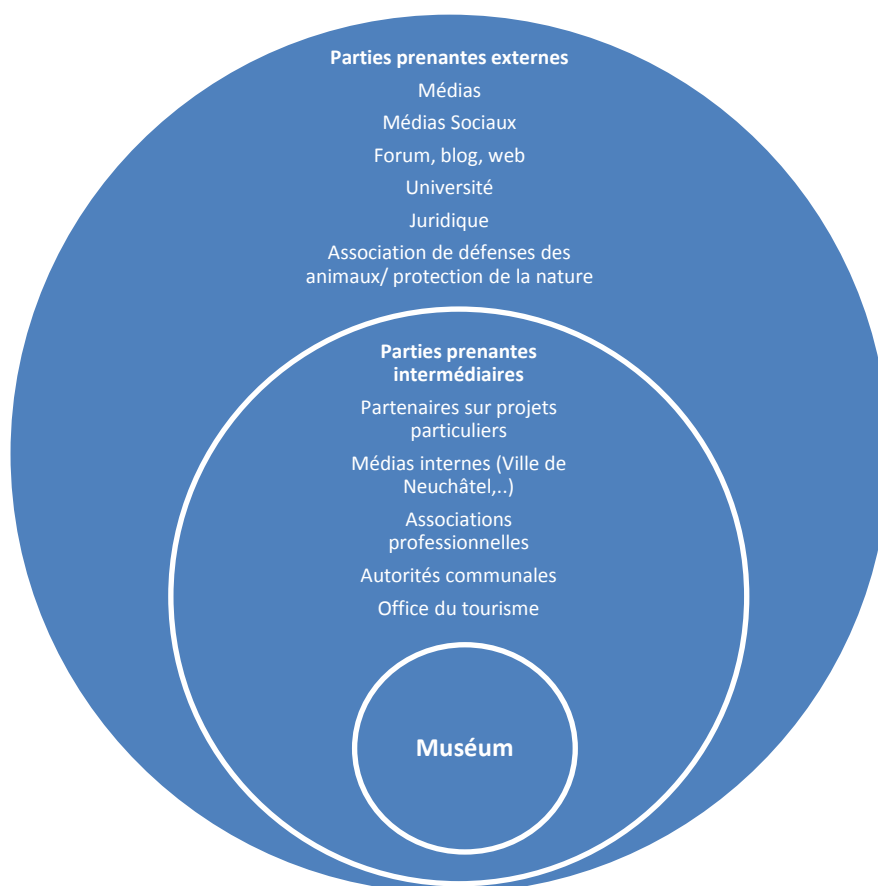 Parties prenantes externes
Médias
Médias Sociaux
Forum, blog, web
Université
Juridique
Association de défenses des
animaux/ protection de la nature
Parties prenantes
intermédiaires
Partenaires sur projets
particuliers
Médias internes (Ville de
Neuchâtel,..)
Associations
professionnelles
Autorités communales
Office du tourisme
Muséum